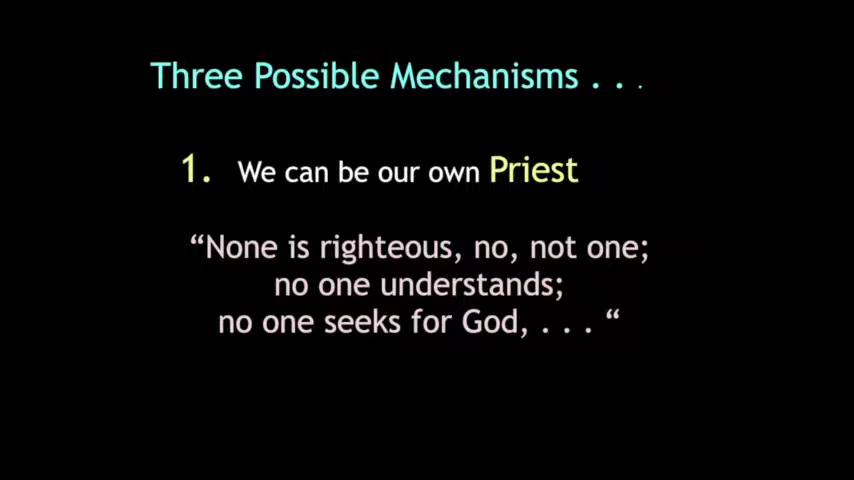 Three Possible Mechanisms . . .
1. We can be our own Priest
“None is righteous, no, not one;
no one understands;
no one seeks for God, . . . “